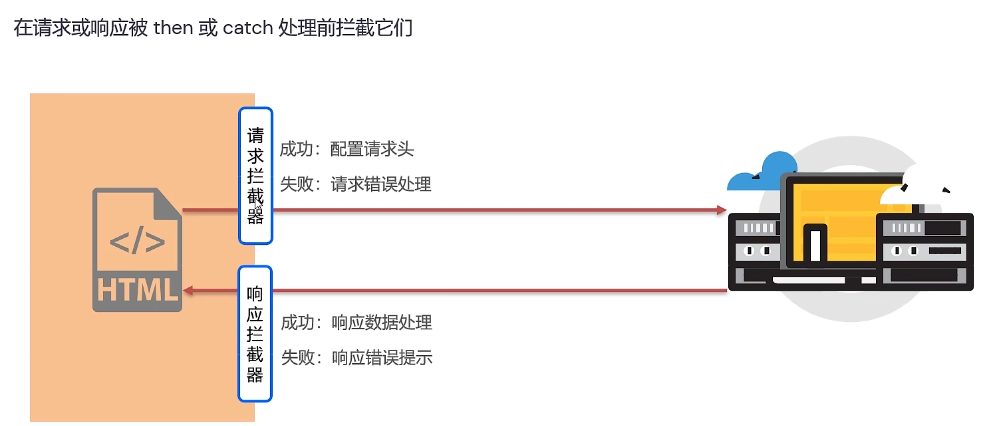 在请求或响应被 then 或 catch 处理前拦截它们
请求拦截器
成功：配置请求头
失败：请求错误处理
</>
HTML
响应拦截器
成功：响应数据处理
失败：响应错误提示